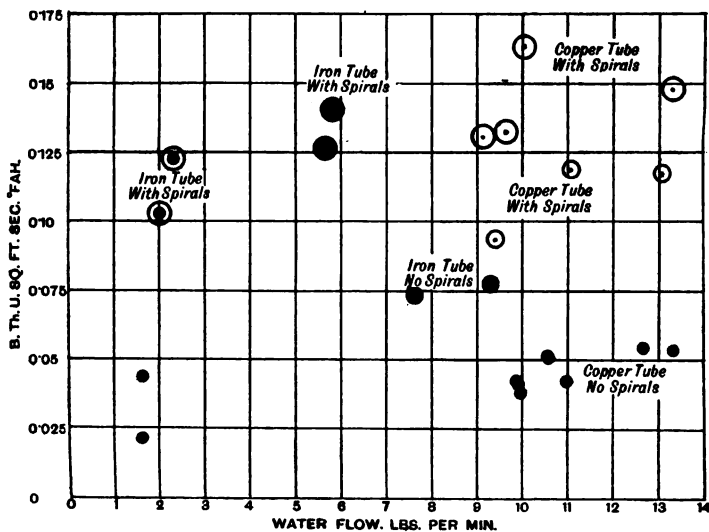 0·175
0·15
0·125
0·10
0·075
0·05
0·025
0
B. Th. U. SQ. FT. SEC. °FAH.
Iron Tube
With Spirals
Copper Tube
With Spirals
Iron Tube
With Spirals
Copper Tube
With Spirals
Iron Tube
No Spirals
Copper Tube
No Spirals
0 1 2 3 4 5 6 7 8 9 10 11 12 13 14
WATER FLOW. LBS. PER MIN.